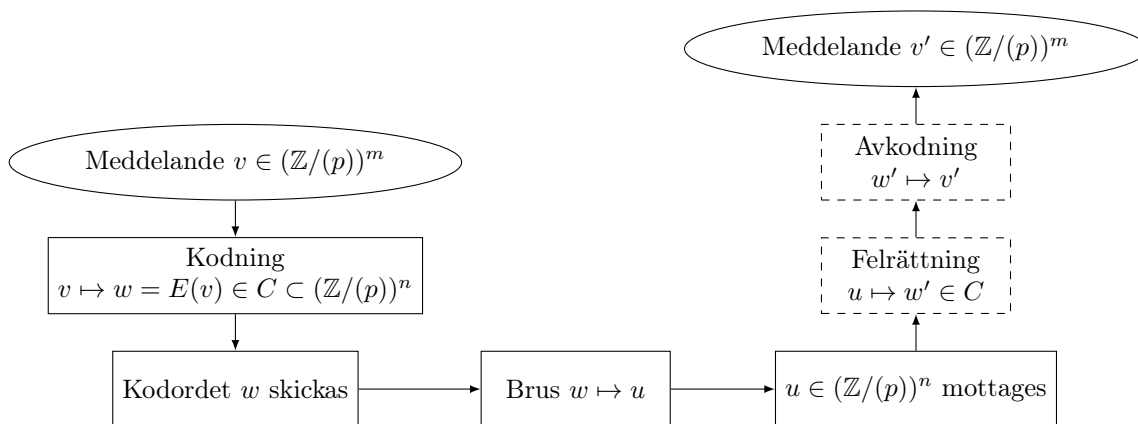 Meddelande v ∈ (ℤ/(p))^m
Kodning
v ↦ w = E(v) ∈ C ⊂ (ℤ/(p))^n
Kodordet w skickas
Brus w ↦ u
u ∈ (ℤ/(p))^n mottages
Felrättning
u ↦ w′ ∈ C
Avkodning
w′ ↦ v′
Meddelande v′ ∈ (ℤ/(p))^m